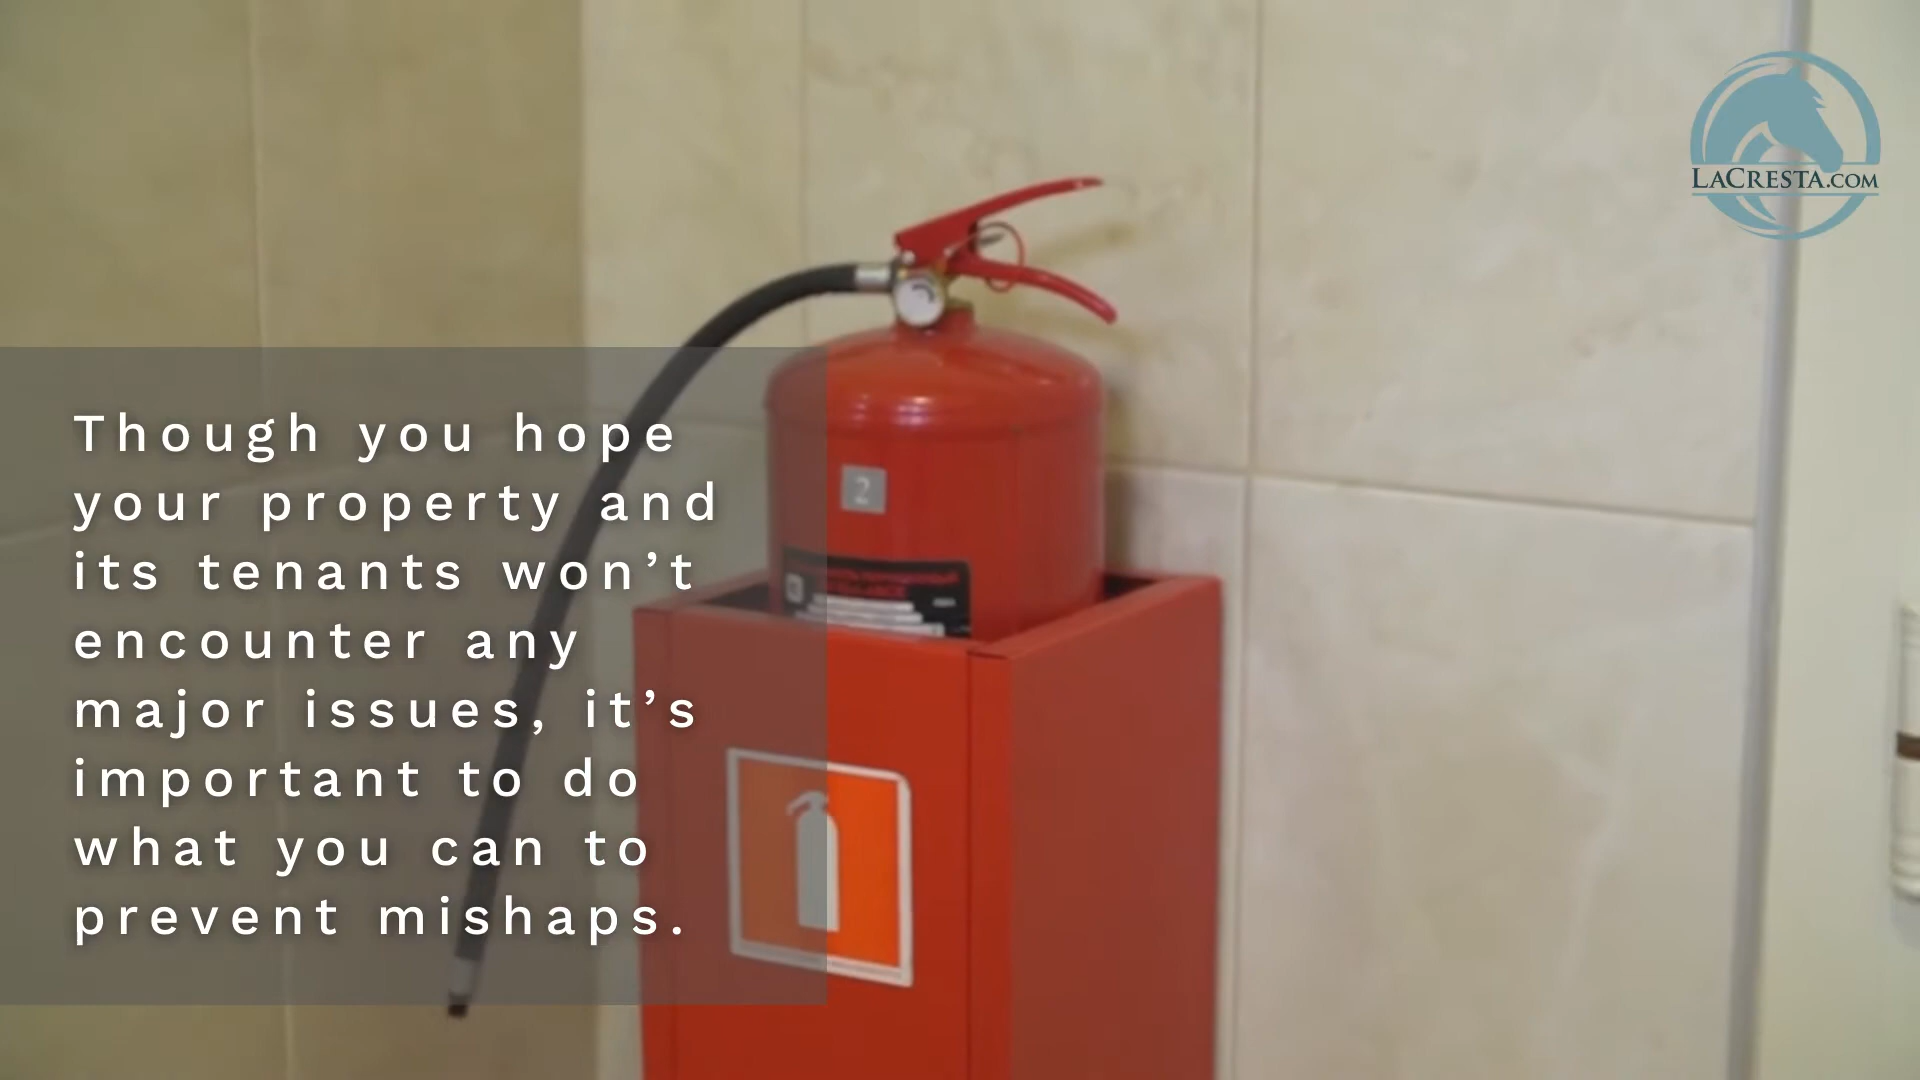 LACRESTA.COM
Though you hope
your property and
its tenants won’t
encounter any
major issues, it’s
important to do
what you can to
prevent mishaps.
2